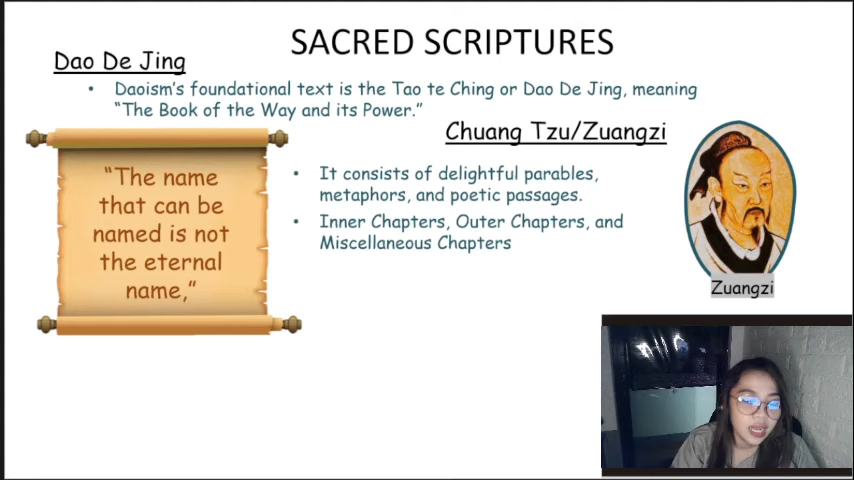 SACRED SCRIPTURES
Dao De Jing
• Daoism's foundational text is the Tao te Ching or Dao De Jing, meaning
"The Book of the Way and its Power."
"The name
that can be
named is not
the eternal
name,"
Chuang Tzu/Zuangzi
• It consists of delightful parables,
metaphors, and poetic passages.
• Inner Chapters, Outer Chapters, and
Miscellaneous Chapters
Zuangzi